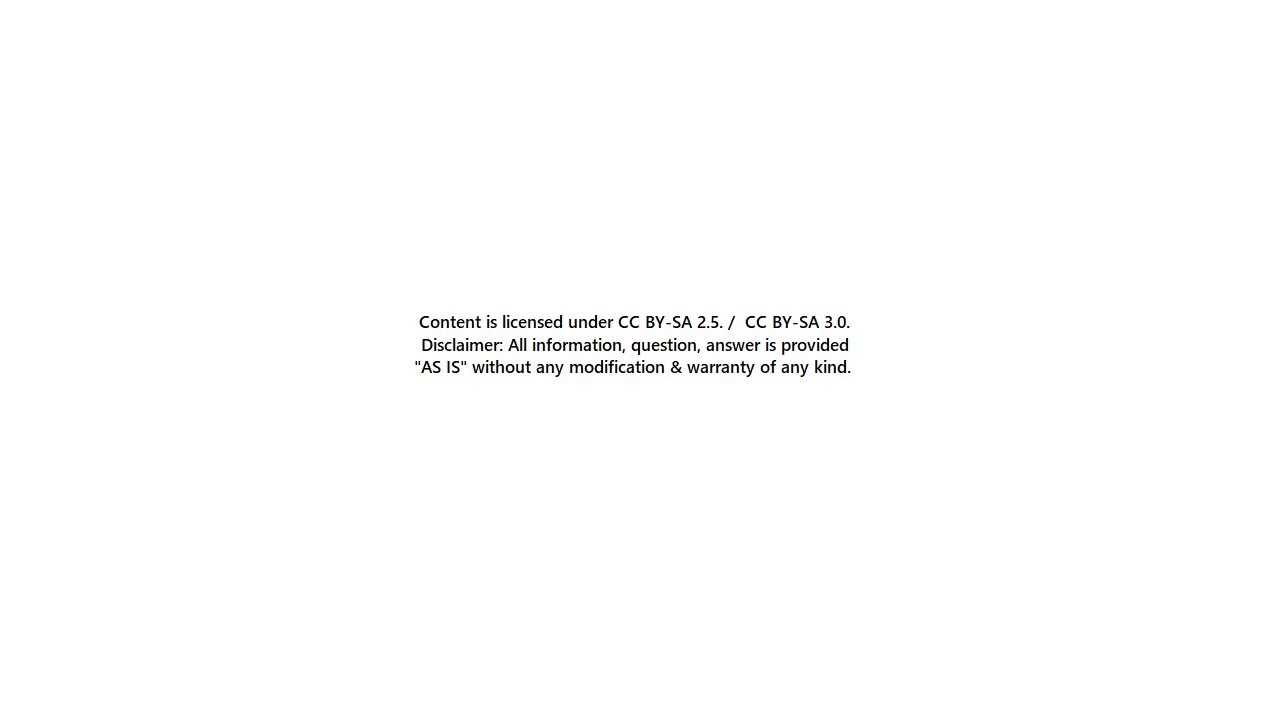 Content is licensed under CC BY-SA 2.5. /  CC BY-SA 3.0.
Disclaimer: All information, question, answer is provided
"AS IS" without any modification & warranty of any kind.